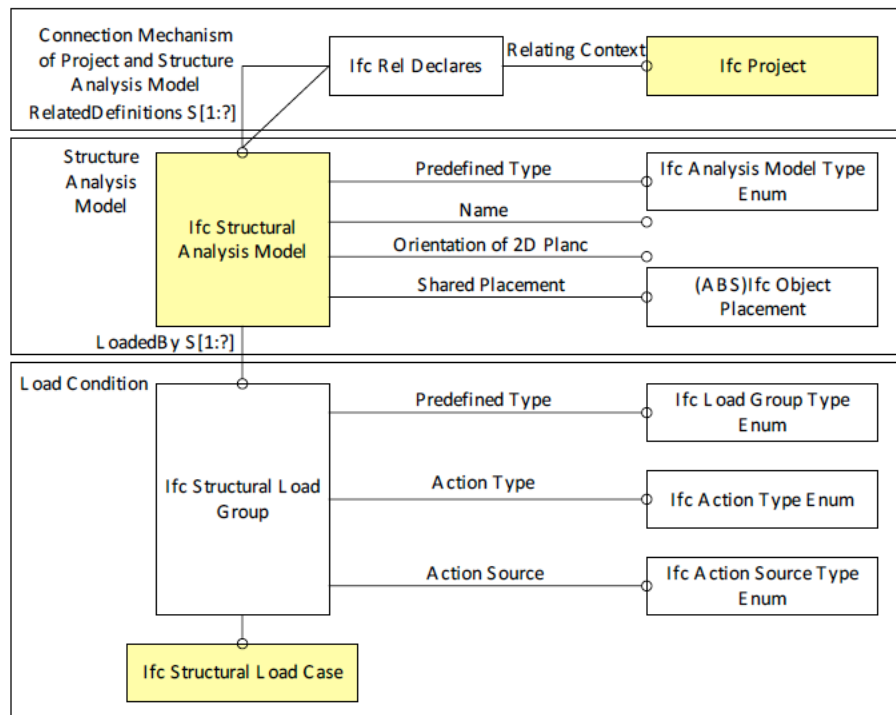 Connection Mechanism
of Project and Structure
Analysis Model
RelatedDefinitions S[1:?]
Ifc Rel Declares
Relating Context
Ifc Project
Structure
Analysis
Model
Ifc Structural
Analysis Model
Predefined Type
Ifc Analysis Model Type
Enum
Name
Orientation of 2D Planc
Shared Placement
(ABS)Ifc Object
Placement
LoadedBy S[1:?]
Load Condition
Ifc Structural Load
Group
Predefined Type
Ifc Load Group Type
Enum
Action Type
Ifc Action Type Enum
Action Source
Ifc Action Source Type
Enum
Ifc Structural Load Case